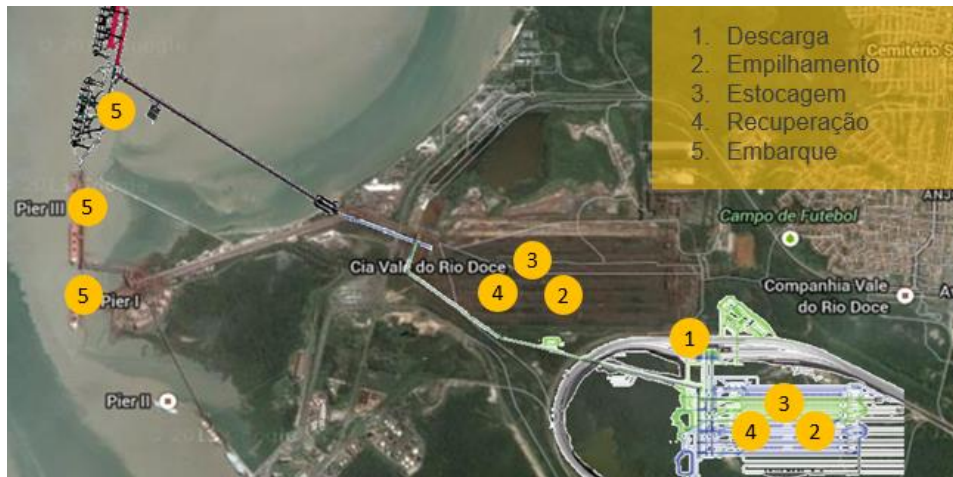 1. Descarga
2. Empilhamento
3. Estocagem
4. Recuperação
5. Embarque
5
Pier III
5
Campo de Futebol
3
Cia Vale do Rio Doce
4
2
5
Pier I
Companhia Vale
do Rio Doce
1
Pier II
3
4
2